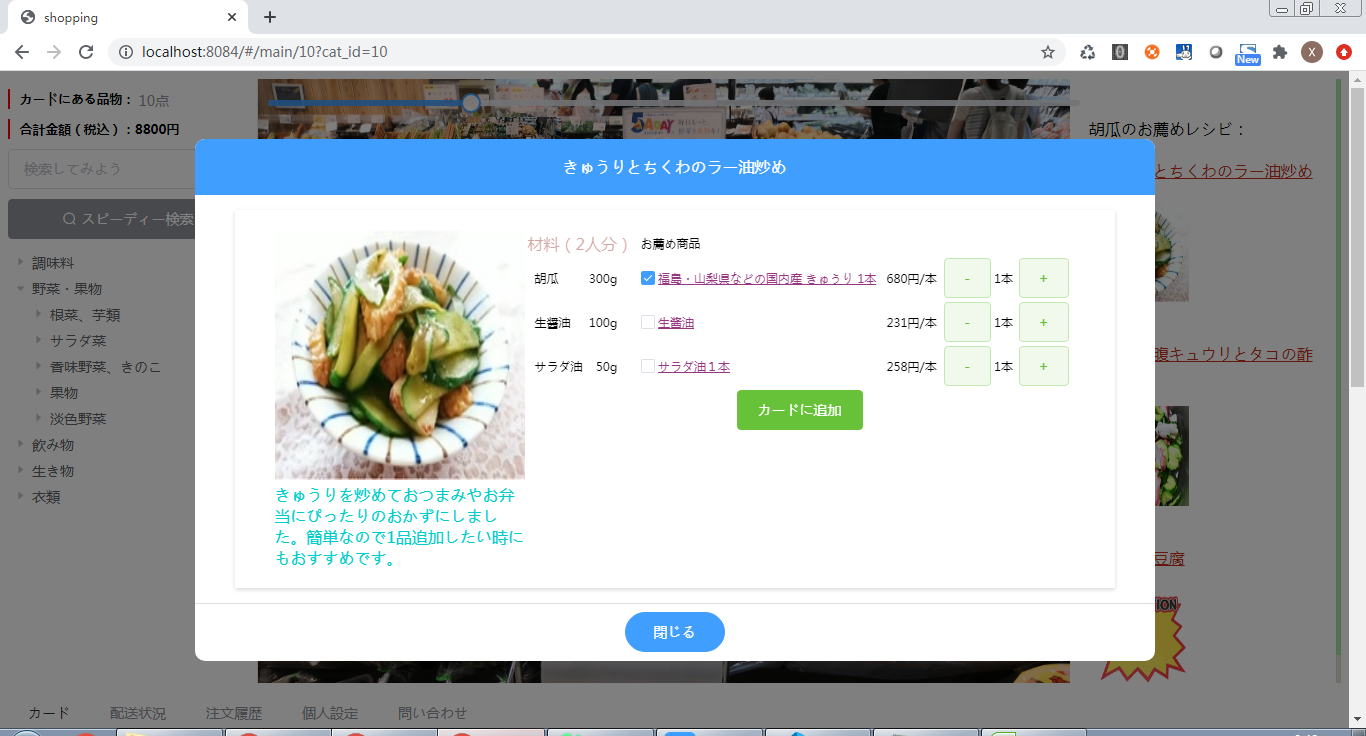 shopping
localhost:8084/#/main/10?cat_id=10
X
New
カードにある品物： 10点
合計金額（税込）：8800円
検索してみよう
スピーディー検索
調味料
野菜・果物
根菜、芋類
サラダ菜
香味野菜、きのこ
果物
淡色野菜
飲み物
生き物
衣類
5 A DAY
胡瓜のお薦めレシピ：
とちくわのラー油炒め
腹キュウリとタコの酢
豆腐
ION
きゅうりとちくわのラー油炒め
材料（2人分） お薦め商品
胡瓜 300g 福島・山梨県などの国内産 きゅうり 1本 680円/本 - 1本 +
生醤油 100g 生醤油 231円/本 - 1本 +
サラダ油 50g サラダ油１本 258円/本 - 1本 +
カードに追加
きゅうりを炒めておつまみやお弁
当にぴったりのおかずにしまし
た。簡単なので1品追加したい時に
もおすすめです。
閉じる
カード 配送状況 注文履歴 個人設定 問い合わせ